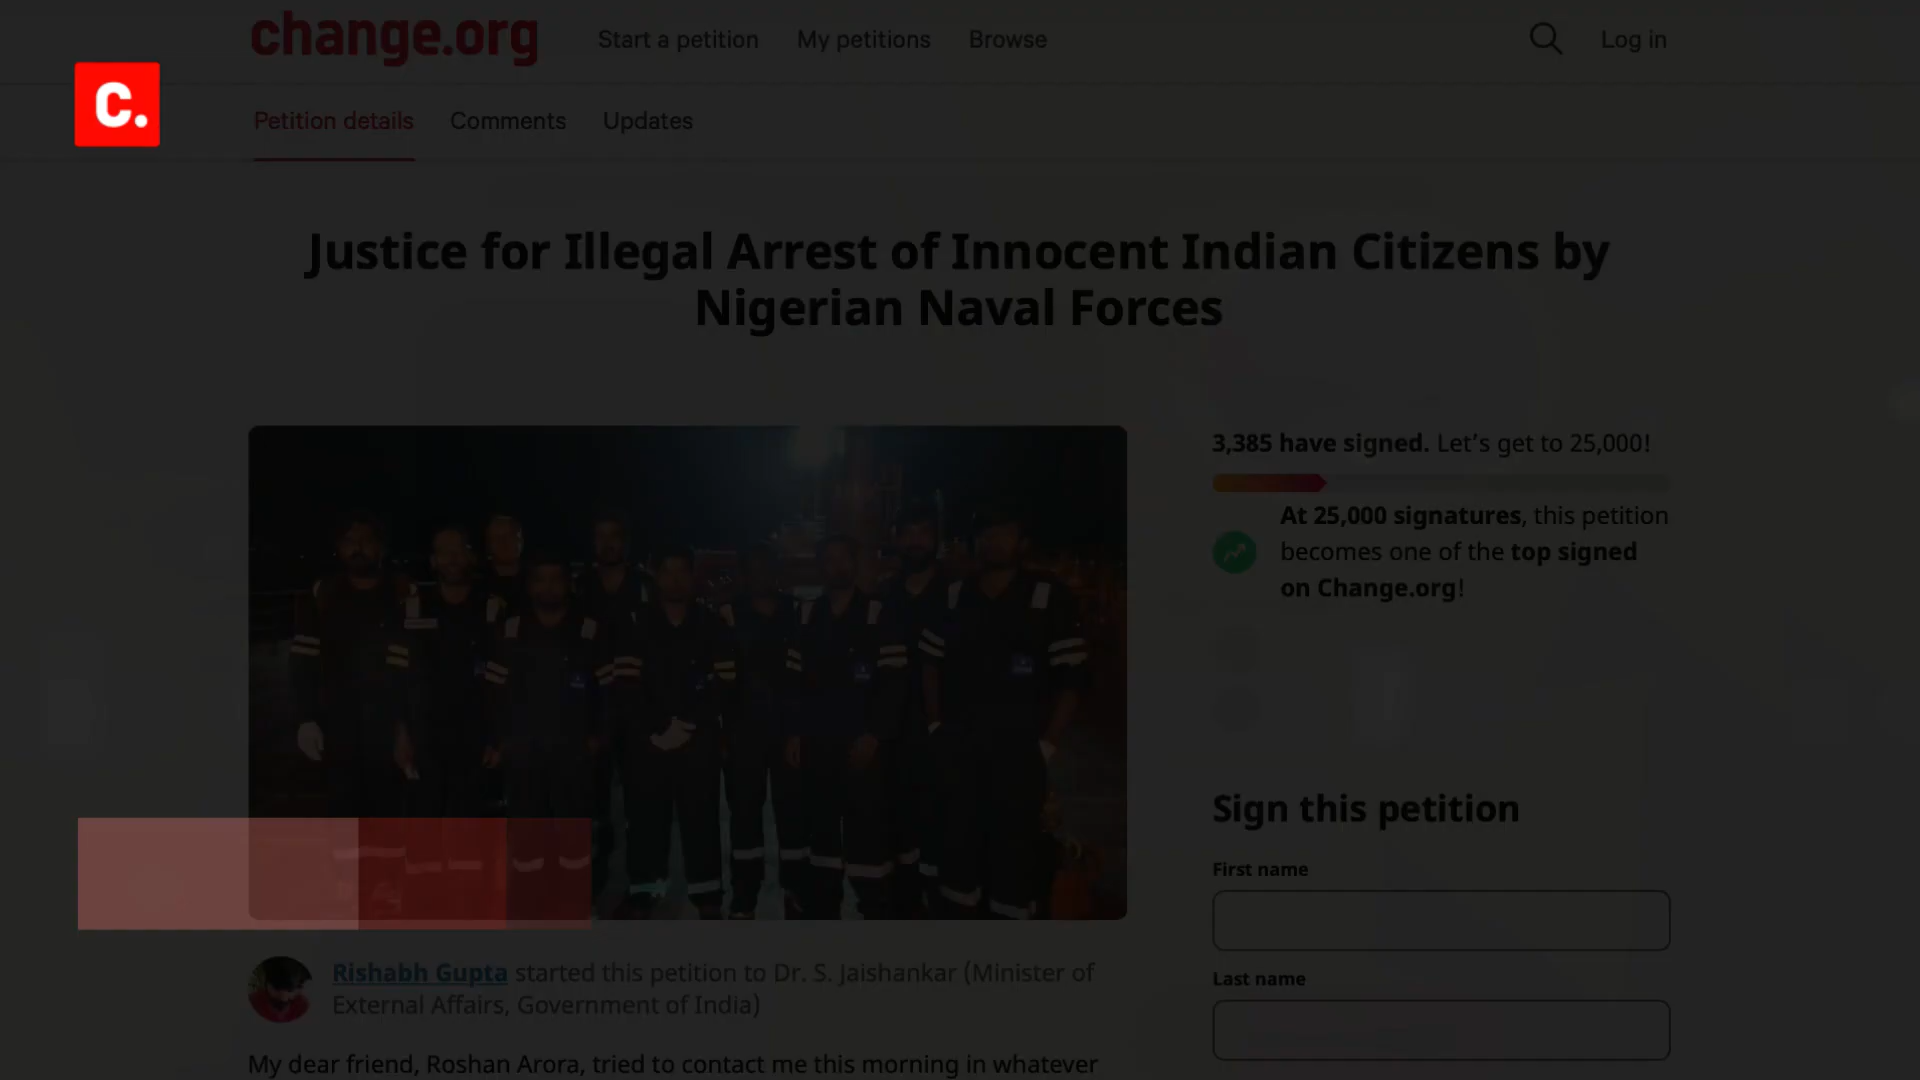 change.org
Start a petition
My petitions
Browse
Log in
C.
Petition details
Comments
Updates
Justice for Illegal Arrest of Innocent Indian Citizens by
Nigerian Naval Forces
3,385 have signed. Let’s get to 25,000!
At 25,000 signatures, this petition
becomes one of the top signed
on Change.org!
Sign this petition
First name
Last name
Rishabh Gupta started this petition to Dr. S. Jaishankar (Minister of
External Affairs, Government of India)
My dear friend, Roshan Arora, tried to contact me this morning in whatever